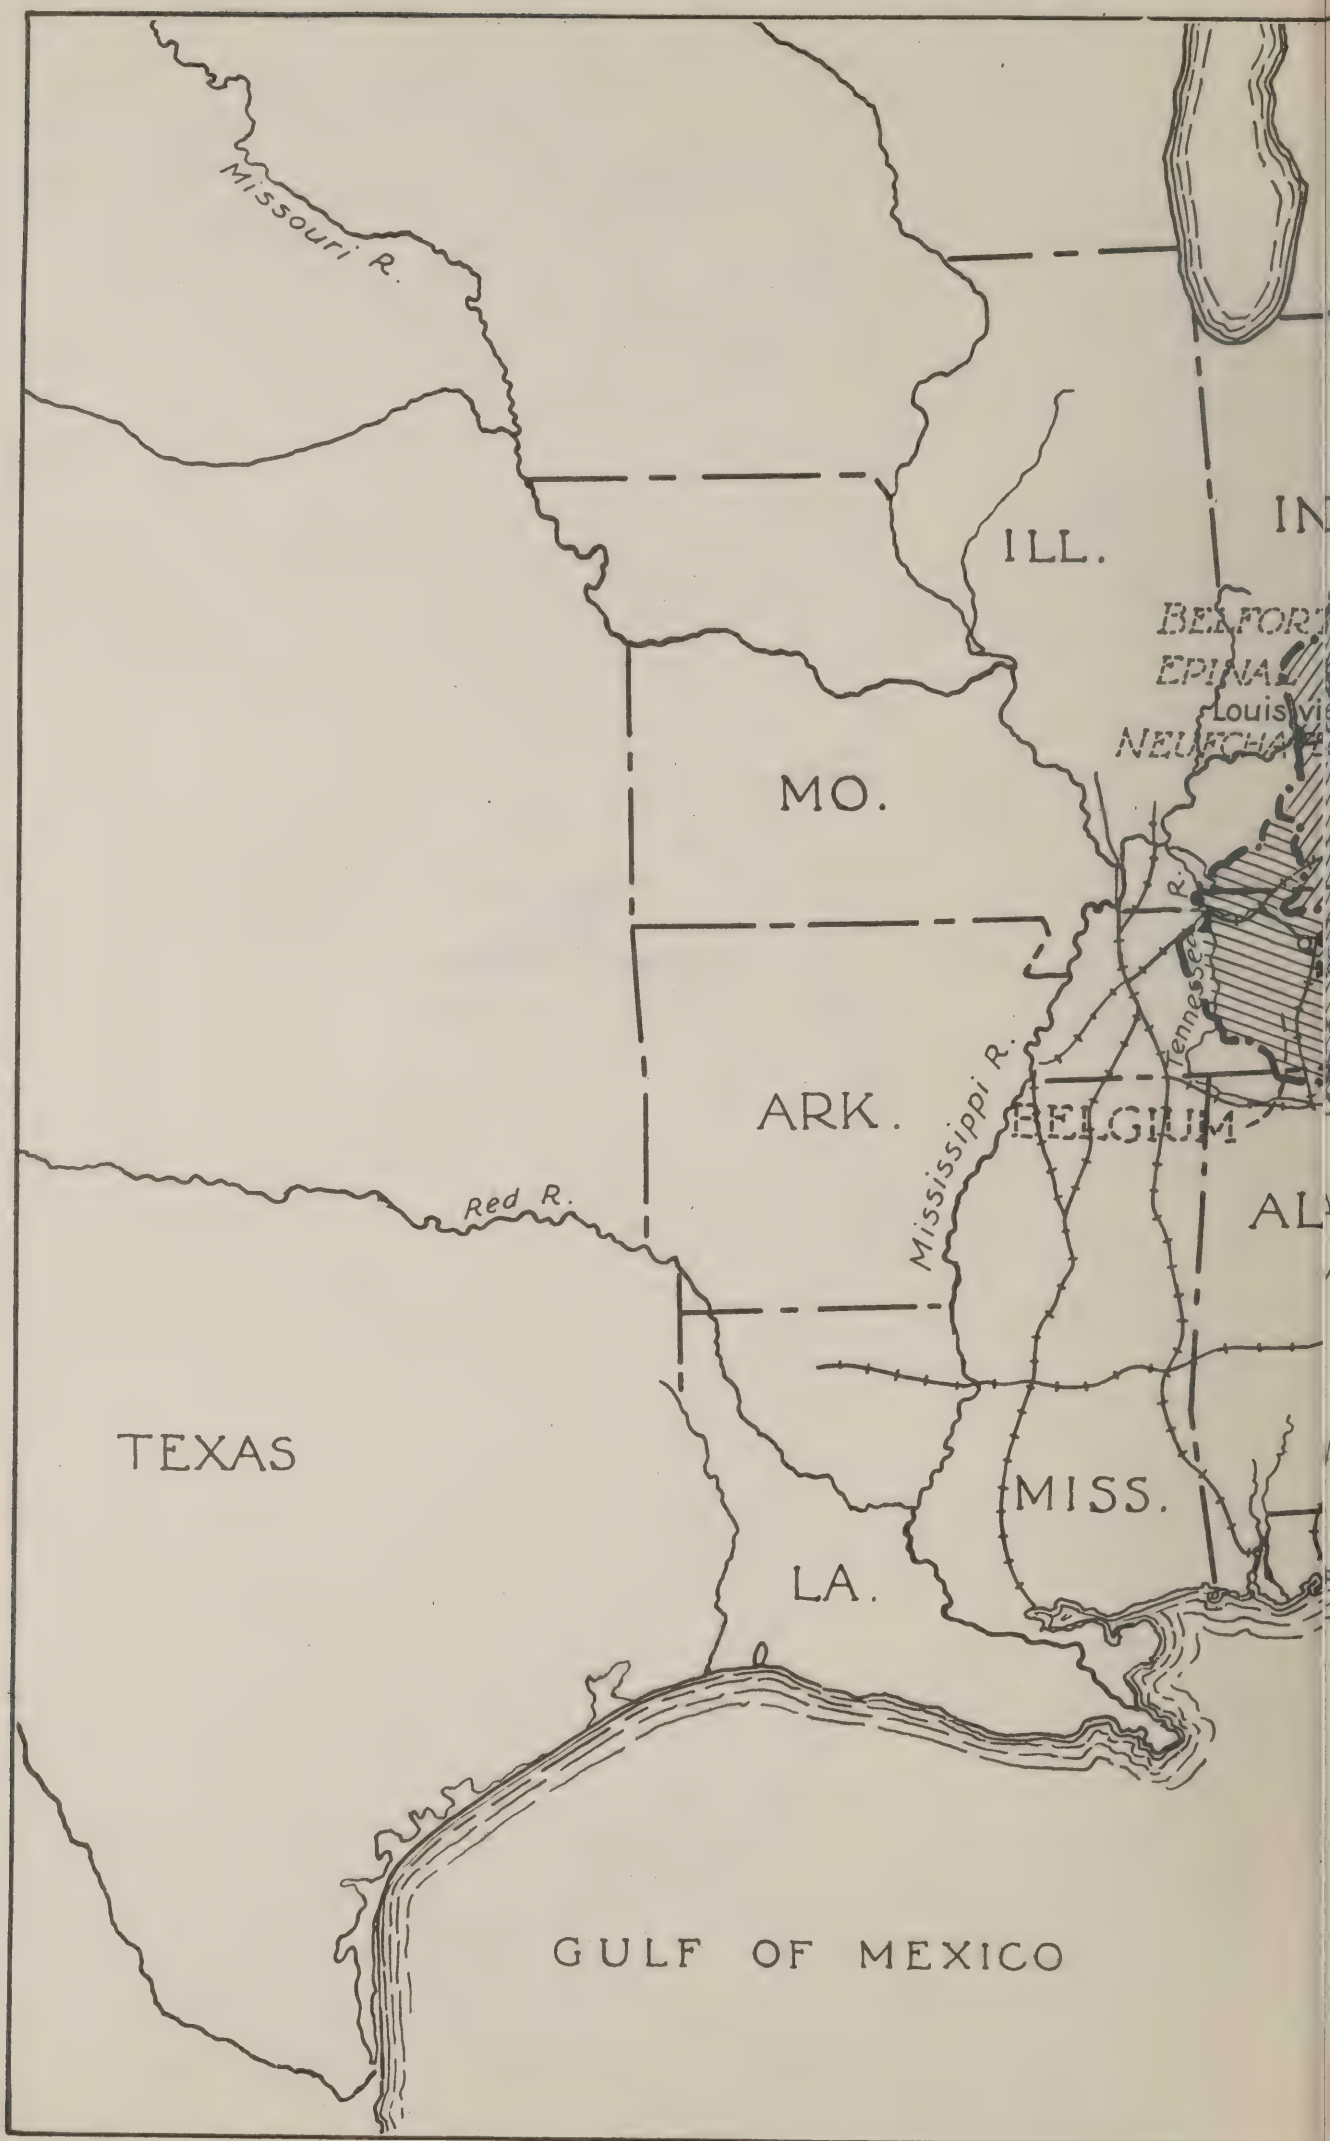 Missouri R.
ILL.
IN
BELFORT
EPINAL
Louisvi
NEUFCHA
MO.
R.
Tennessee
ARK.
Mississippi R.
BELGIUM
Red R.
AL
TEXAS
MISS.
LA.
GULF OF MEXICO